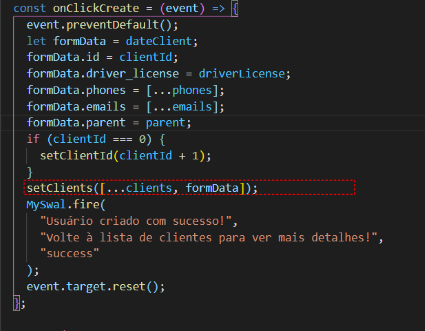 const onClickCreate = (event) => {
event.preventDefault();
let formData = dateClient;
formData.id = clientId;
formData.driver_license = driverLicense;
formData.phones = [...phones];
formData.emails = [...emails];
formData.parent = parent;
if (clientId === 0) {
setClientId(clientId + 1);
}
setClients([...clients, formData]);
MySwal.fire(
"Usuário criado com sucesso!",
"Volte à lista de clientes para ver mais detalhes!",
"success"
);
event.target.reset();
};